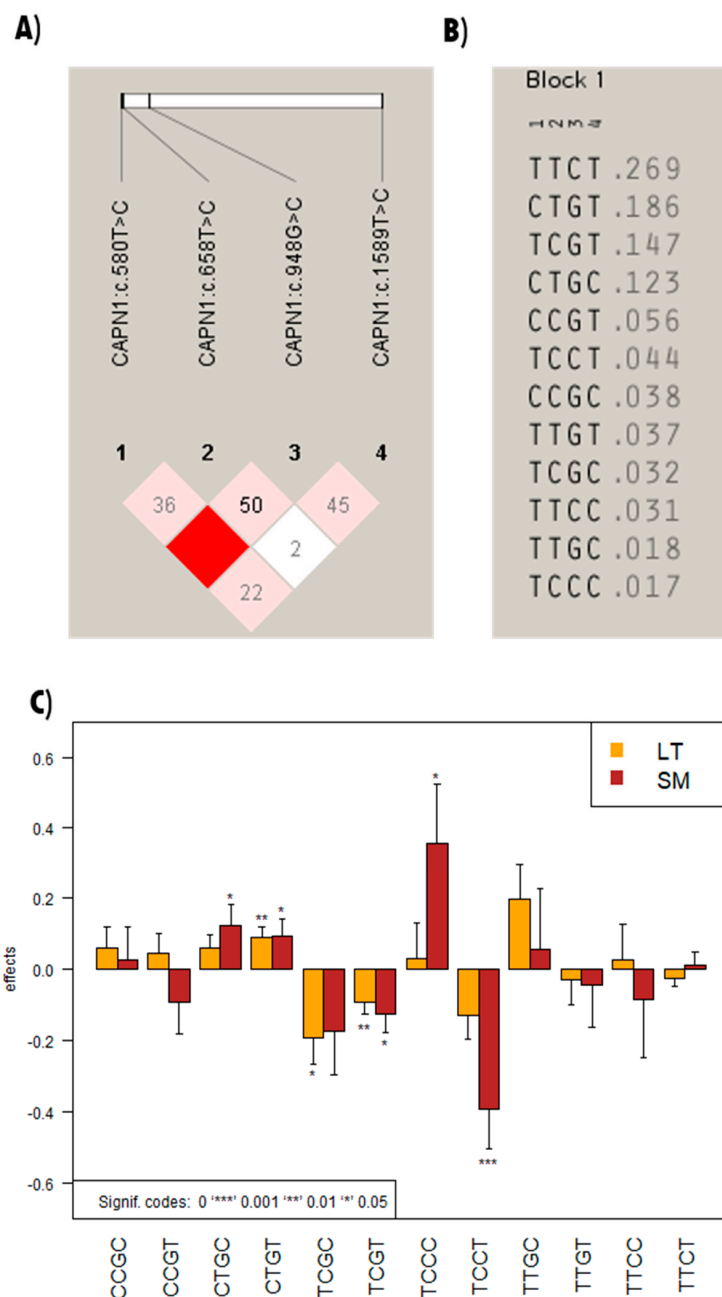 A)
CAPN1:c.580T>C
CAPN1:c.658T>C
CAPN1:c.948G>C
CAPN1:c.1589T>C
1 2 3 4
36 50 45
2
22
B)
Block 1
1 2 3 4
TTCT .269
CTGT .186
TCGT .147
CTGC .123
CCGT .056
TCCT .044
CCGC .038
TTGT .037
TCGC .032
TTCC .031
TTGC .018
TCCC .017
C)
LT
SM
effects
0.6
0.4
0.2
0.0
-0.2
-0.4
-0.6
*
**
*
*
**
*
*
***
Signif. codes: 0 '***' 0.001 '**' 0.01 '*' 0.05
CCGC
CCGT
CTGC
CTGT
TCGC
TCGT
TCCC
TCCT
TTGC
TTGT
TTCC
TTCT